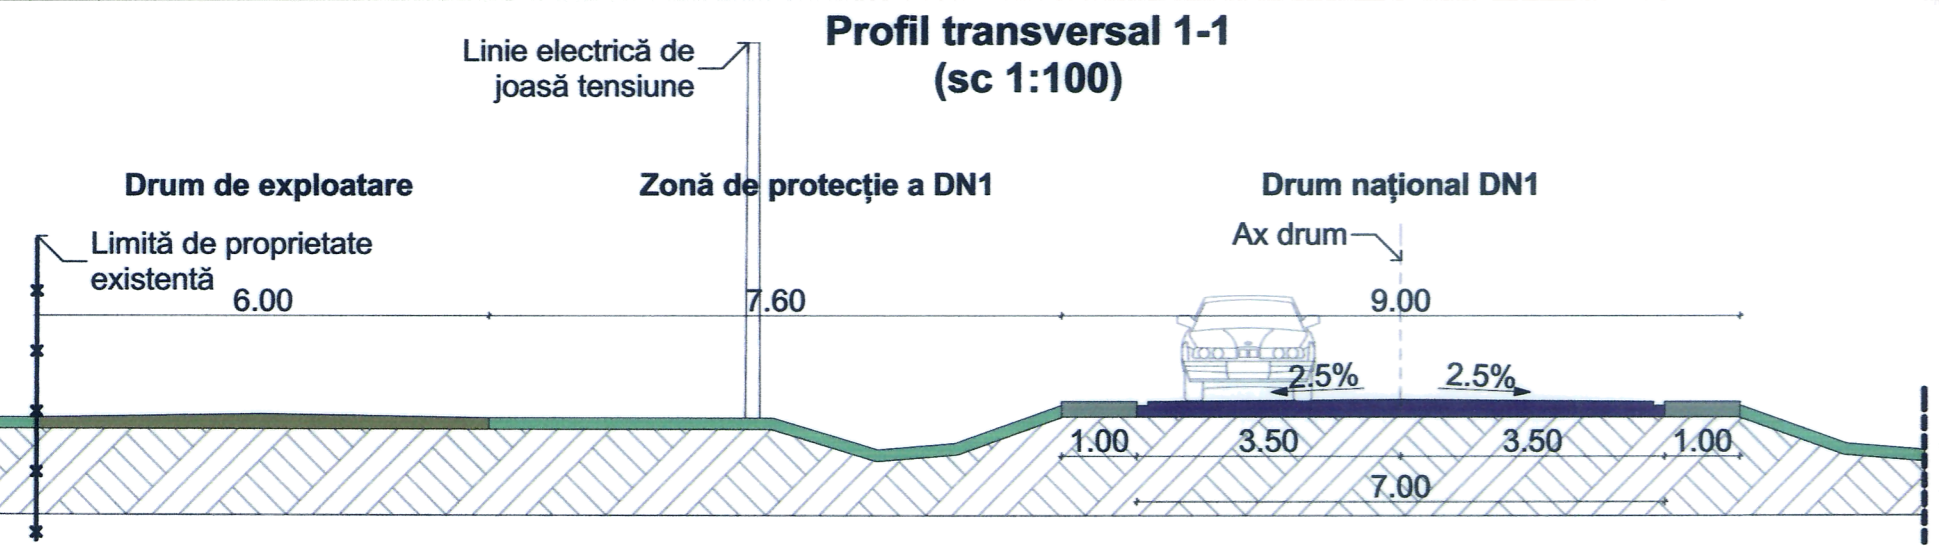 Profil transversal 1-1
(sc 1:100)
Linie electrică de
joasă tensiune
Drum de exploatare
Zonă de protecție a DN1
Drum național DN1
Ax drum
Limită de proprietate
existentă
6.00
7.60
9.00
2.5%
2.5%
1.00
3.50
3.50
1.00
7.00